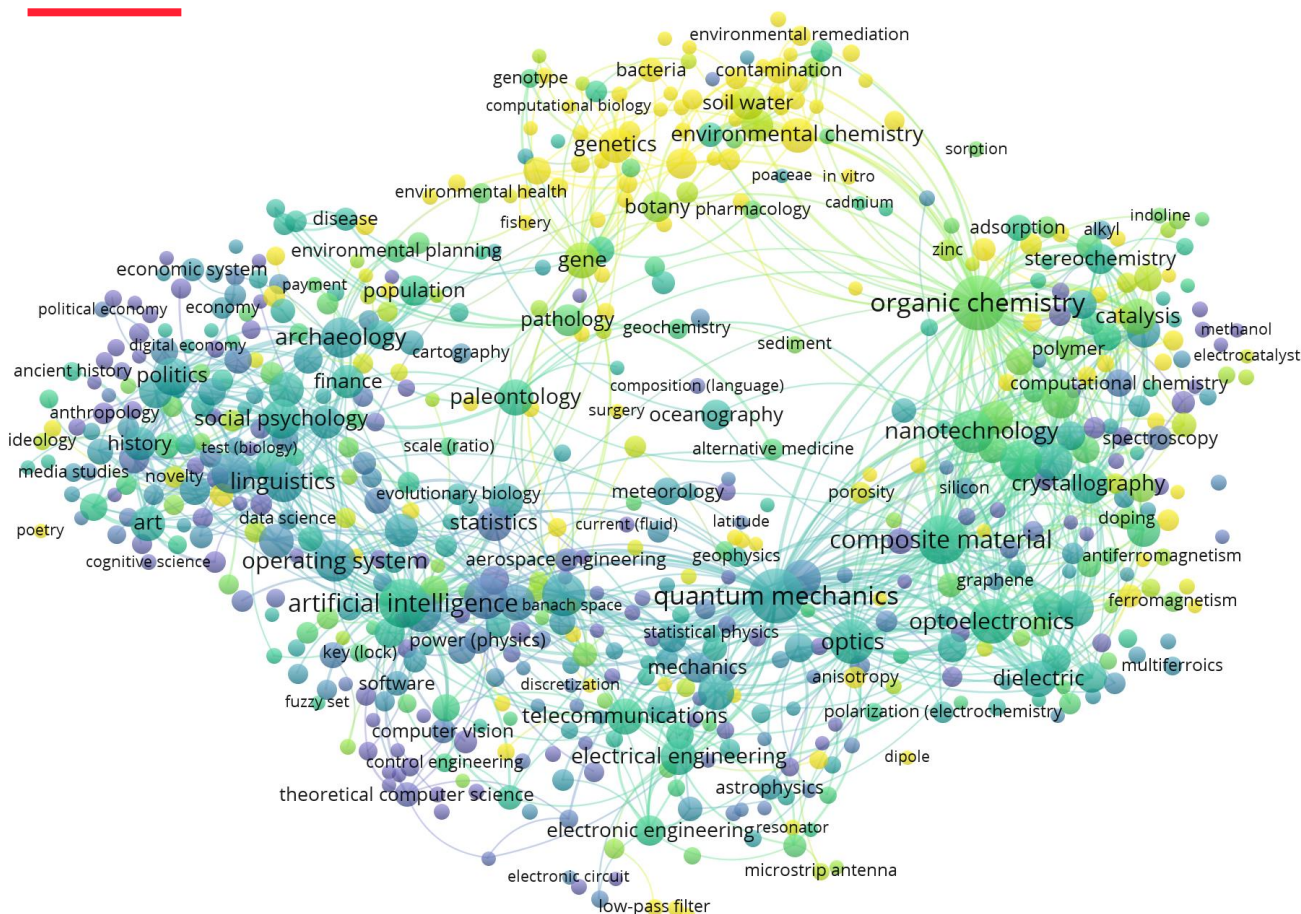 environmental remediation
bacteria
contamination
genotype
computational biology
soil water
genetics
environmental chemistry
sorption
poaceae
in vitro
environmental health
botany
pharmacology
cadmium
fishery
disease
adsorption
alkyl
indoline
environmental planning
gene
zinc
stereochemistry
economic system
payment
population
organic chemistry
political economy
economy
pathology
geochemistry
catalysis
methanol
archaeology
digital economy
cartography
sediment
polymer
electrocatalyst
ancient history
politics
finance
composition (language)
computational chemistry
paleontology
anthropology
social psychology
surgery
oceanography
ideology
history
test (biology)
scale (ratio)
alternative medicine
nanotechnology
spectroscopy
media studies
novelty
linguistics
evolutionary biology
meteorology
porosity
silicon
crystallography
poetry
art
data science
statistics
current (fluid)
latitude
doping
cognitive science
operating system
aerospace engineering
geophysics
composite material
antiferromagnetism
graphene
artificial intelligence
banach space
quantum mechanics
ferromagnetism
power (physics)
statistical physics
optics
optoelectronics
key (lock)
software
mechanics
anisotropy
dielectric
multiferroics
fuzzy set
discretization
telecommunications
polarization (electrochemistry)
computer vision
control engineering
electrical engineering
dipole
theoretical computer science
astrophysics
electronic engineering
resonator
electronic circuit
microstrip antenna
low-pass filter